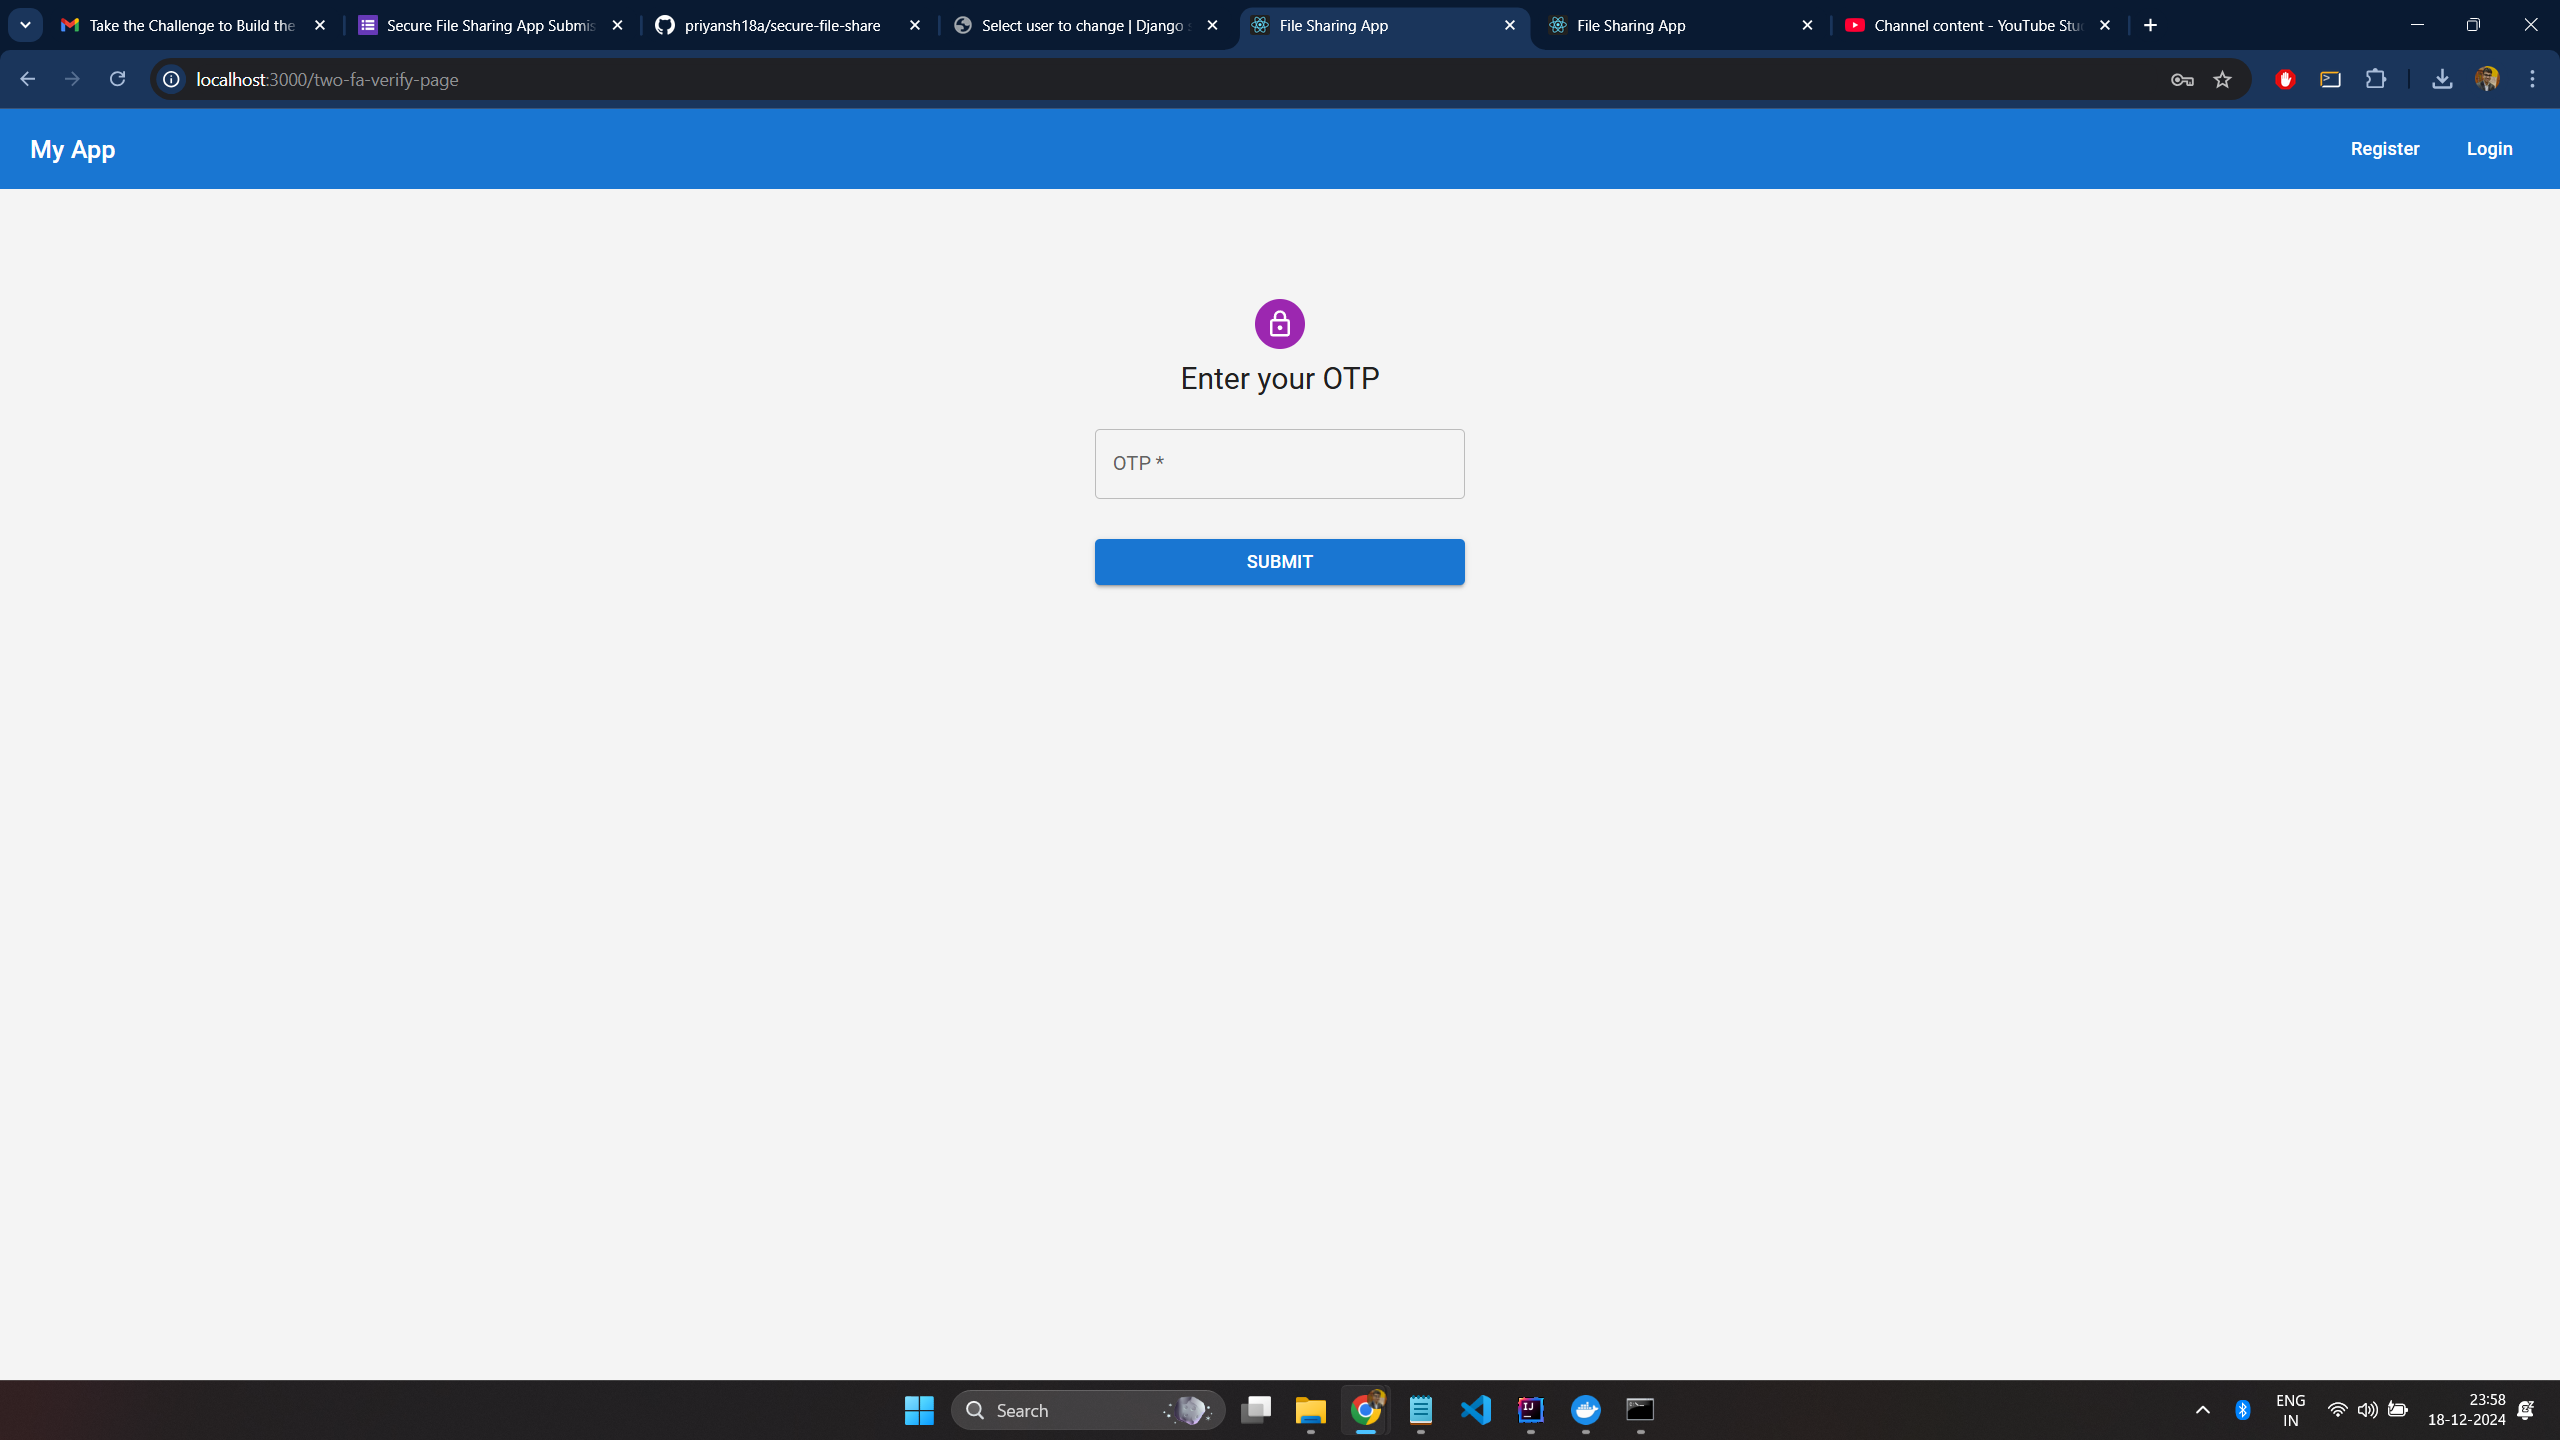 Take the Challenge to Build the
Secure File Sharing App Submis
priyansh18a/secure-file-share
Select user to change | Django s
File Sharing App
File Sharing App
Channel content - YouTube Stu
localhost:3000/two-fa-verify-page
My App
Register
Login
Enter your OTP
OTP *
SUBMIT
Search
ENG
IN
23:58
18-12-2024